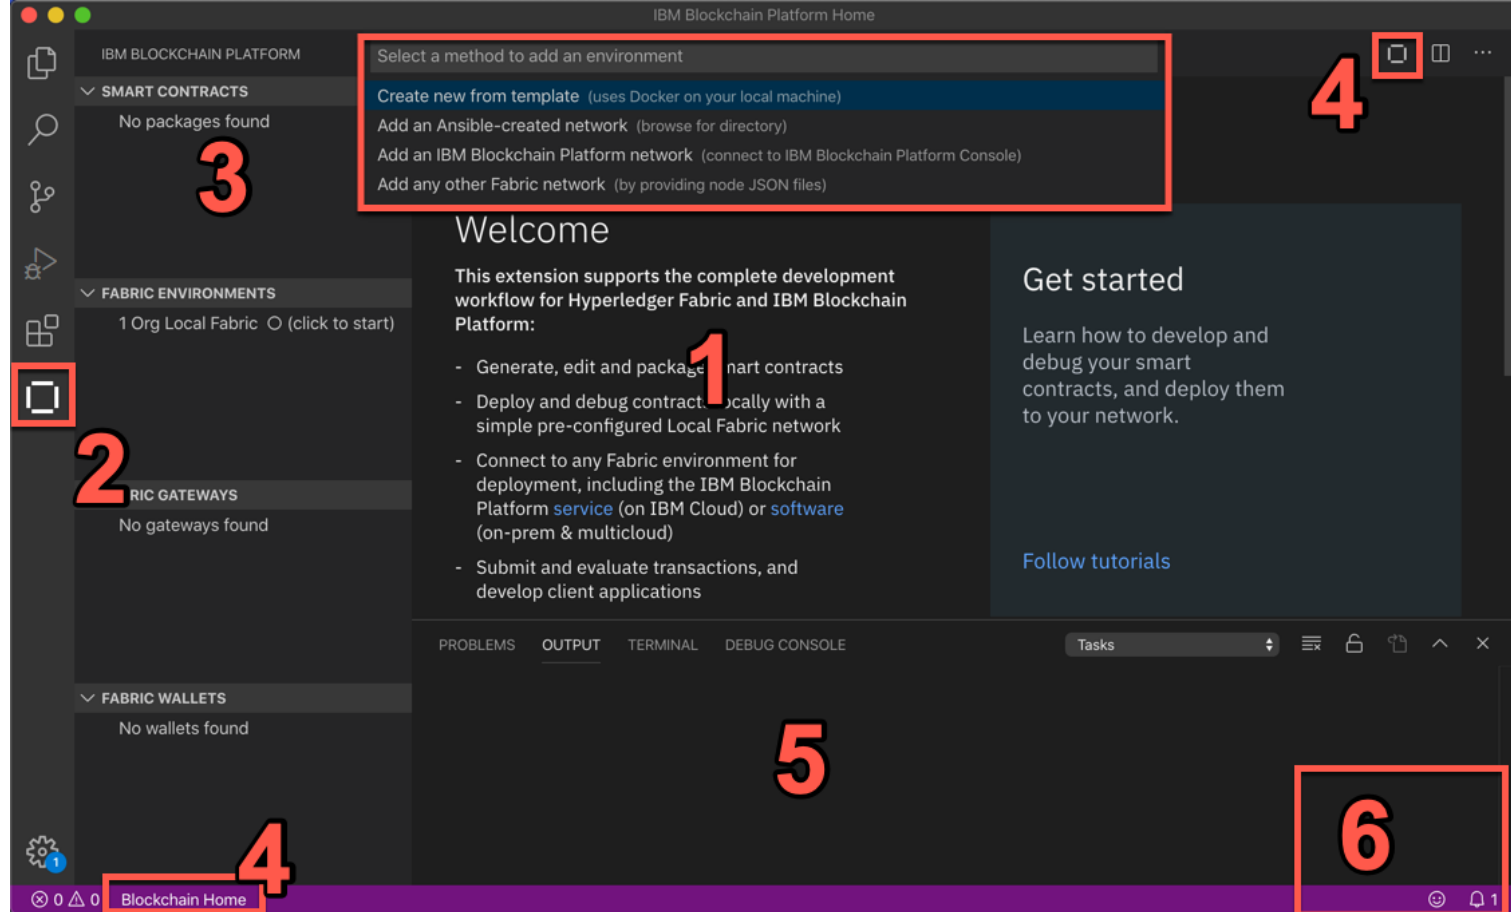 IBM Blockchain Platform Home
IBM BLOCKCHAIN PLATFORM
Select a method to add an environment
4
SMART CONTRACTS
No packages found
3
Create new from template (uses Docker on your local machine)
Add an Ansible-created network (browse for directory)
Add an IBM Blockchain Platform network (connect to IBM Blockchain Platform Console)
Add any other Fabric network (by providing node JSON files)
FABRIC ENVIRONMENTS
1 Org Local Fabric (click to start)
2
RIC GATEWAYS
No gateways found
FABRIC WALLETS
No wallets found
Welcome
This extension supports the complete development
workflow for Hyperledger Fabric and IBM Blockchain
Platform:
1
- Generate, edit and package smart contracts
- Deploy and debug contracts locally with a
simple pre-configured Local Fabric network
- Connect to any Fabric environment for
deployment, including the IBM Blockchain
Platform service (on IBM Cloud) or software
(on-prem & multicloud)
- Submit and evaluate transactions, and
develop client applications
Get started
Learn how to develop and
debug your smart
contracts, and deploy them
to your network.
Follow tutorials
PROBLEMS OUTPUT TERMINAL DEBUG CONSOLE Tasks
5
6
1
4
0 0 Blockchain Home 1